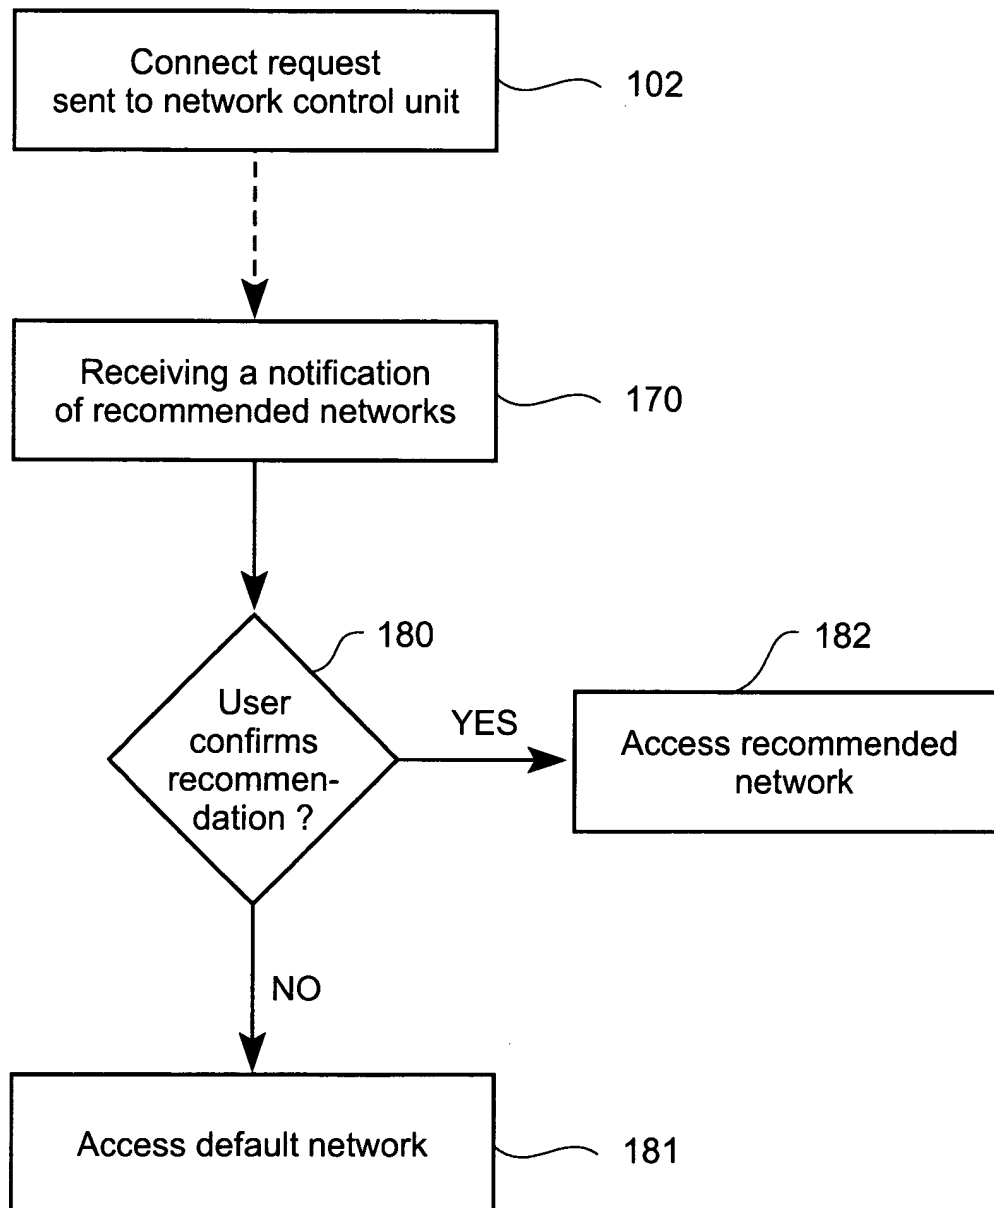 Connect request
sent to network control unit
102
Receiving a notification
of recommended networks
170
180
182
User
confirms
recommen-
dation ?
YES
Access recommended
network
NO
Access default network
181